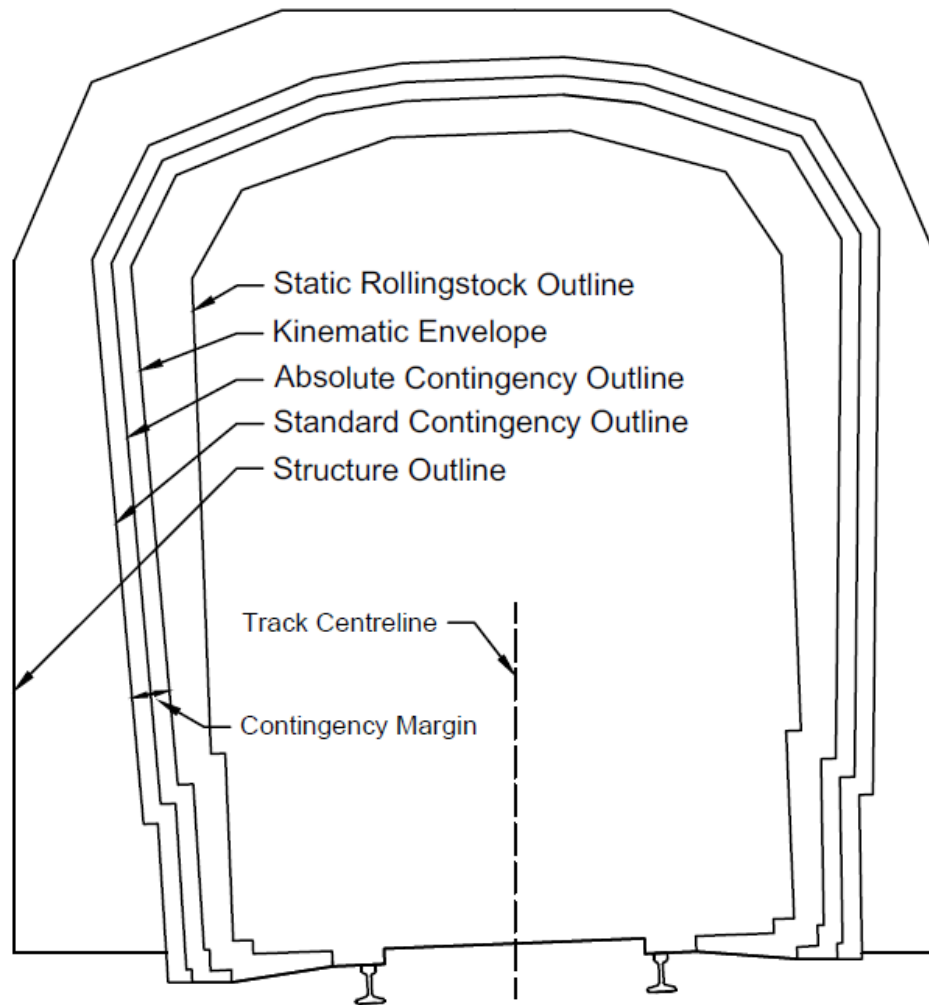 Static Rollingstock Outline
Kinematic Envelope
Absolute Contingency Outline
Standard Contingency Outline
Structure Outline
Track Centreline
Contingency Margin